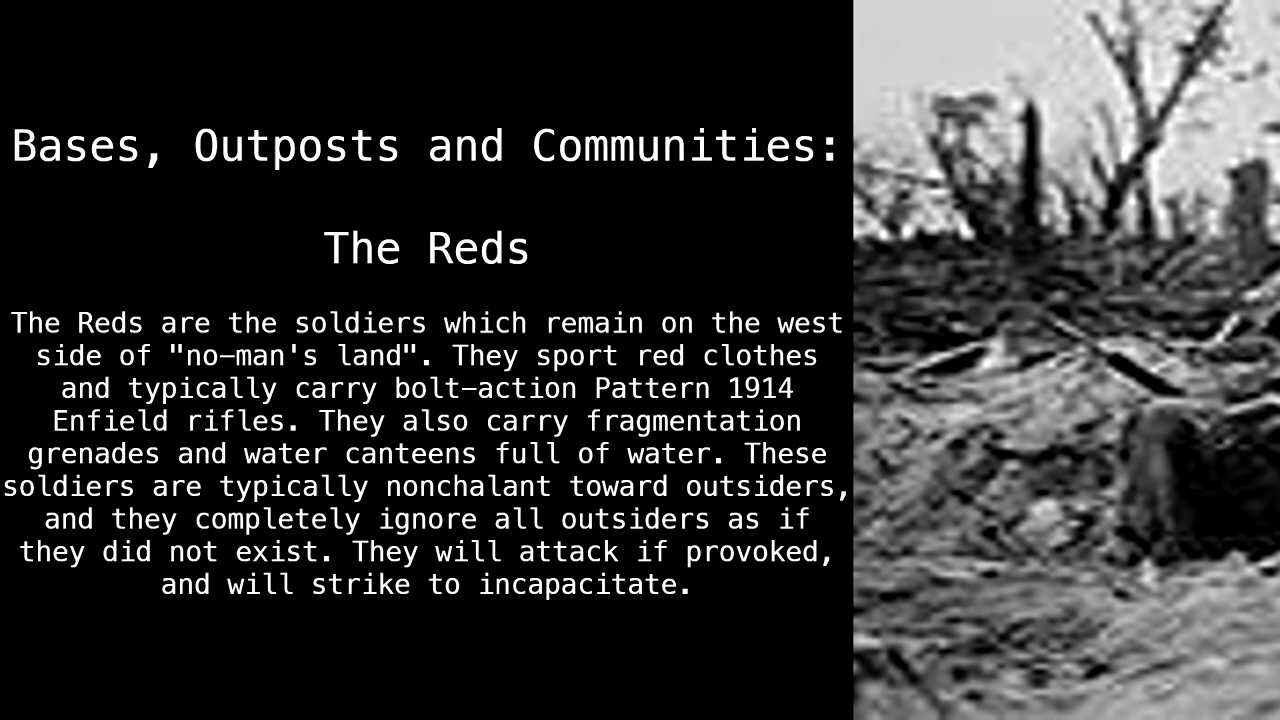 Bases, Outposts and Communities:
The Reds
The Reds are the soldiers which remain on the west
side of "no–man's land". They sport red clothes
and typically carry bolt–action Pattern 1914
Enfield rifles. They also carry fragmentation
grenades and water canteens full of water. These
soldiers are typically nonchalant toward outsiders,
and they completely ignore all outsiders as if
they did not exist. They will attack if provoked,
and will strike to incapacitate.